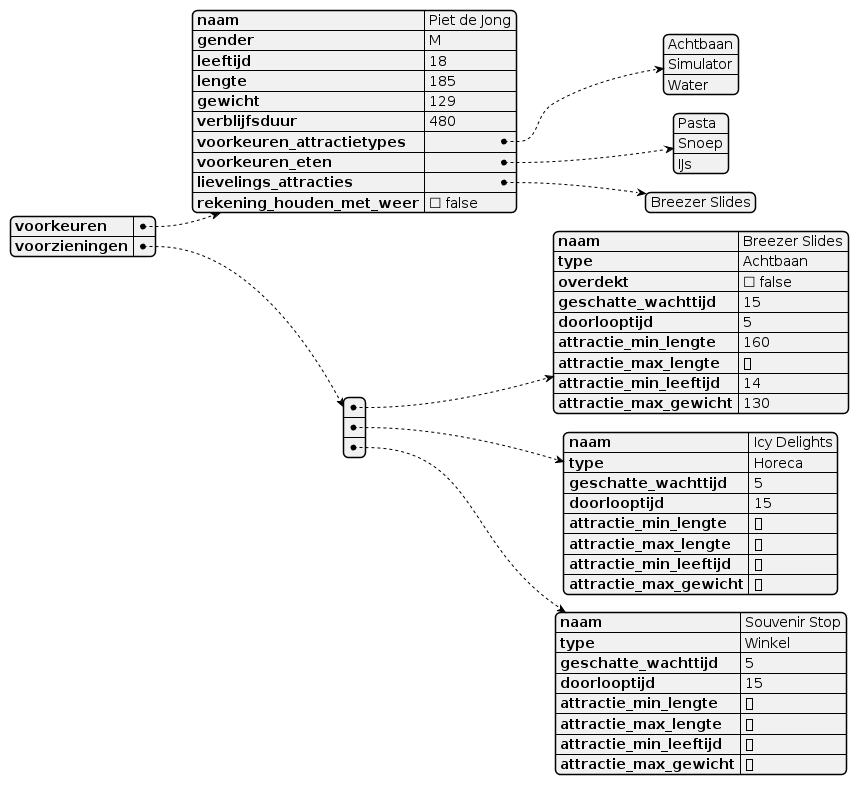 naam Piet de Jong
gender M
leeftijd 18
lengte 185
gewicht 129
verblijfsduur 480
voorkeuren_attractietypes
voorkeuren_eten
lievelings_attracties
rekening_houden_met_weer ☐ false
Achtbaan
Simulator
Water
Pasta
Snoep
IJs
Breezer Slides
voorkeuren
voorzieningen
naam Breezer Slides
type Achtbaan
overdekt ☐ false
geschatte_wachttijd 15
doorlooptijd 5
attractie_min_lengte 160
attractie_max_lengte ▯
attractie_min_leeftijd 14
attractie_max_gewicht 130
naam Icy Delights
type Horeca
geschatte_wachttijd 5
doorlooptijd 15
attractie_min_lengte ▯
attractie_max_lengte ▯
attractie_min_leeftijd ▯
attractie_max_gewicht ▯
naam Souvenir Stop
type Winkel
geschatte_wachttijd 5
doorlooptijd 15
attractie_min_lengte ▯
attractie_max_lengte ▯
attractie_min_leeftijd ▯
attractie_max_gewicht ▯